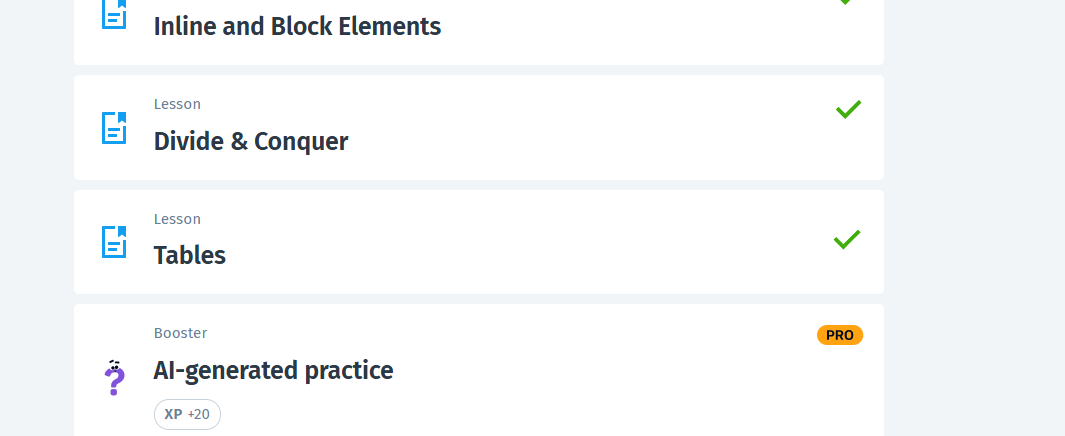 Inline and Block Elements
Lesson
Divide & Conquer
Lesson
Tables
Booster
PRO
AI-generated practice
XP +20